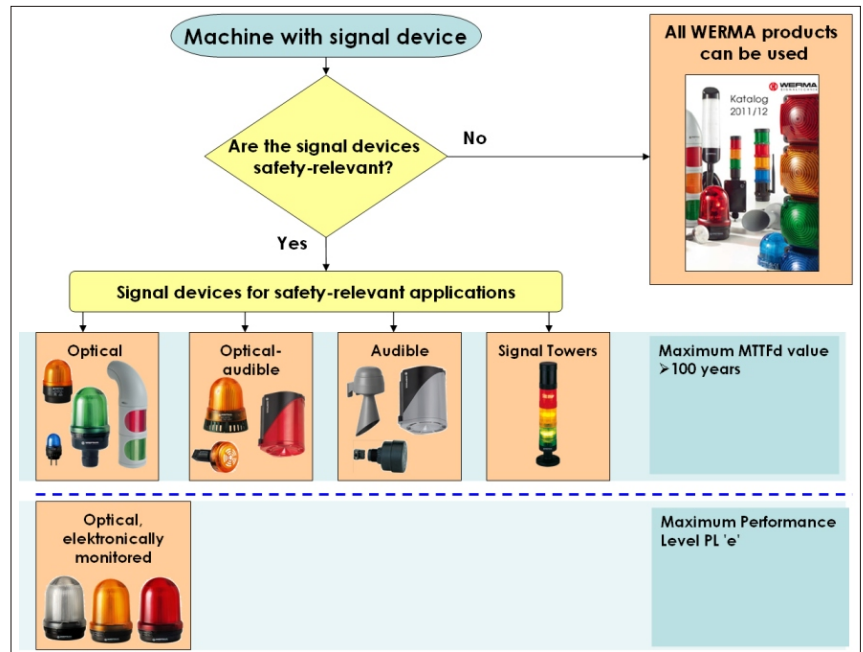 Machine with signal device
All WERMA products
can be used
WERMA
Katalog
2011/12
Are the signal devices
safety-relevant?
No
Yes
Signal devices for safety-relevant applications
Optical
Optical-
audible
Audible
Signal Towers
Maximum MTTFd value
➢100 years
Optical,
elektronically
monitored
Maximum Performance
Level PL 'e'